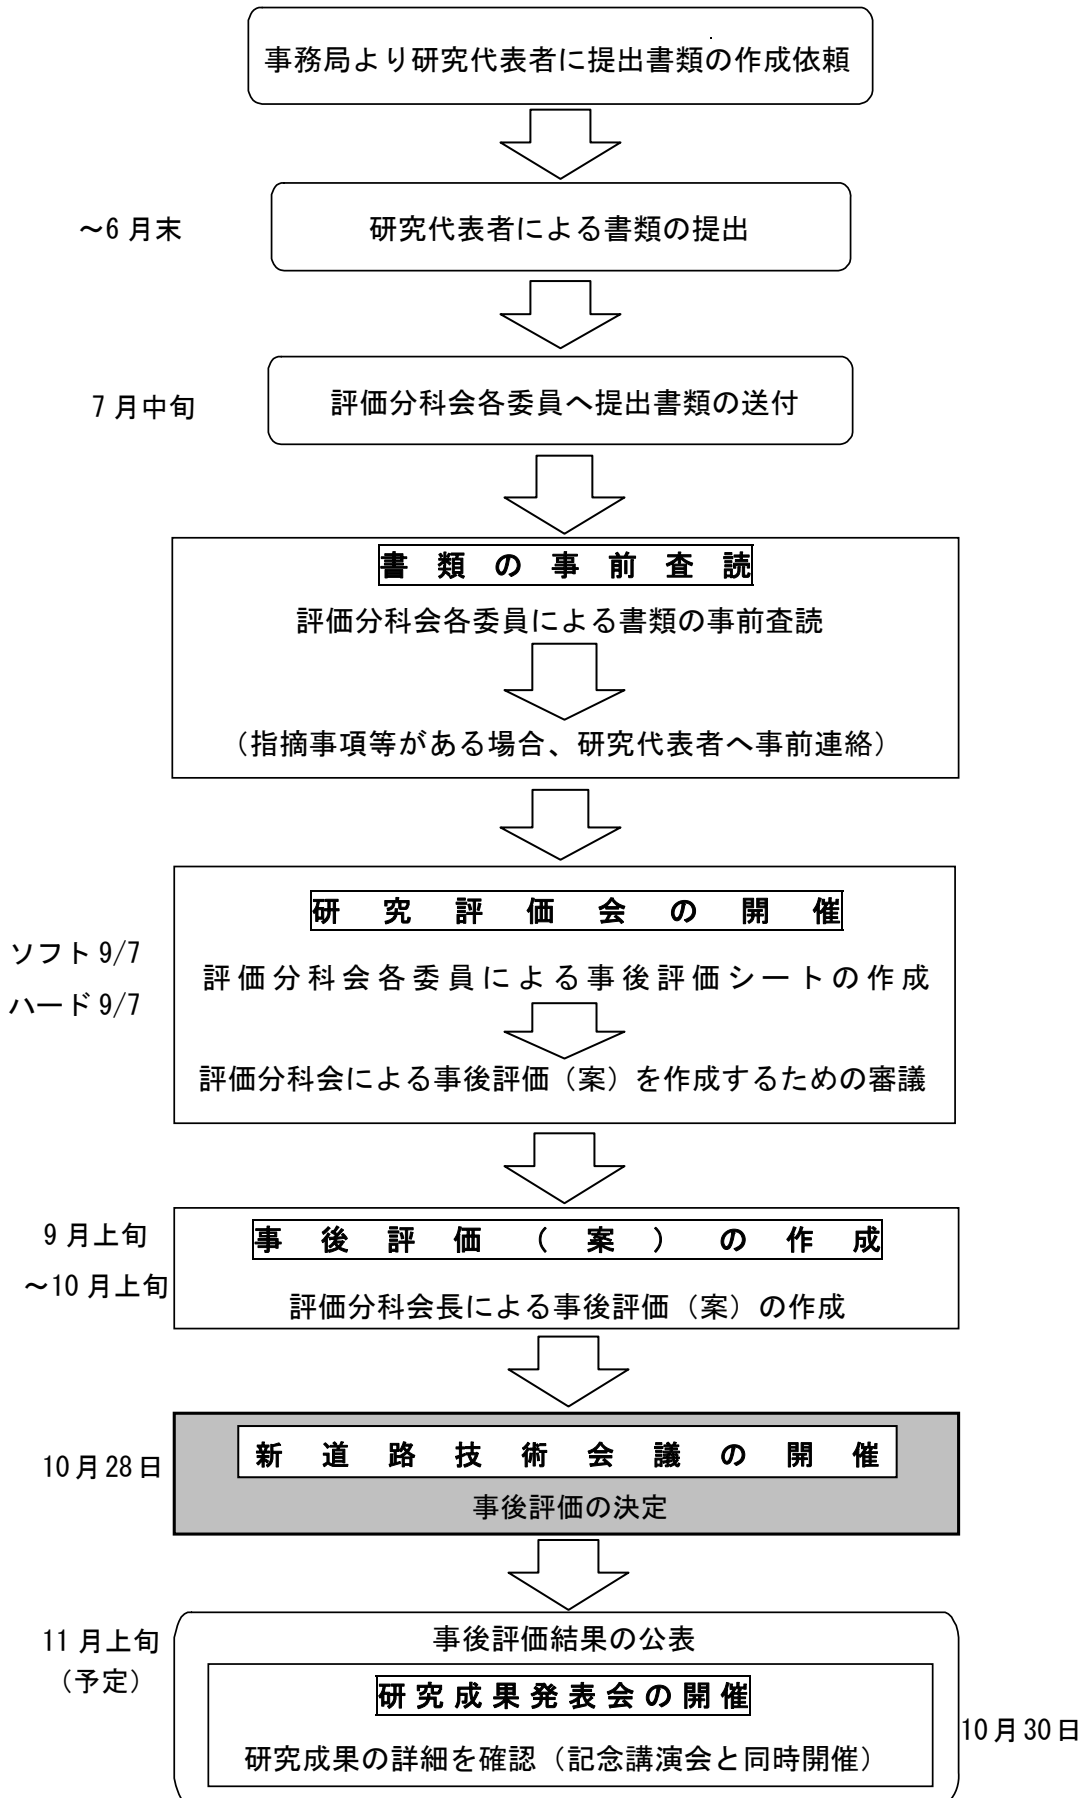 事務局より研究代表者に提出書類の作成依頼
～6月末
研究代表者による書類の提出
7月中旬
評価分科会各委員へ提出書類の送付
書類の事前査読
評価分科会各委員による書類の事前査読
（指摘事項等がある場合、研究代表者へ事前連絡）
研究評価会の開催
ソフト9/7
ハード9/7
評価分科会各委員による事後評価シートの作成
評価分科会による事後評価（案）を作成するための審議
9月上旬
～10月上旬
事後評価（案）の作成
評価分科会長による事後評価（案）の作成
10月28日
新道路技術会議の開催
事後評価の決定
11月上旬
（予定）
事後評価結果の公表
研究成果発表会の開催
研究成果の詳細を確認（記念講演会と同時開催）
10月30日